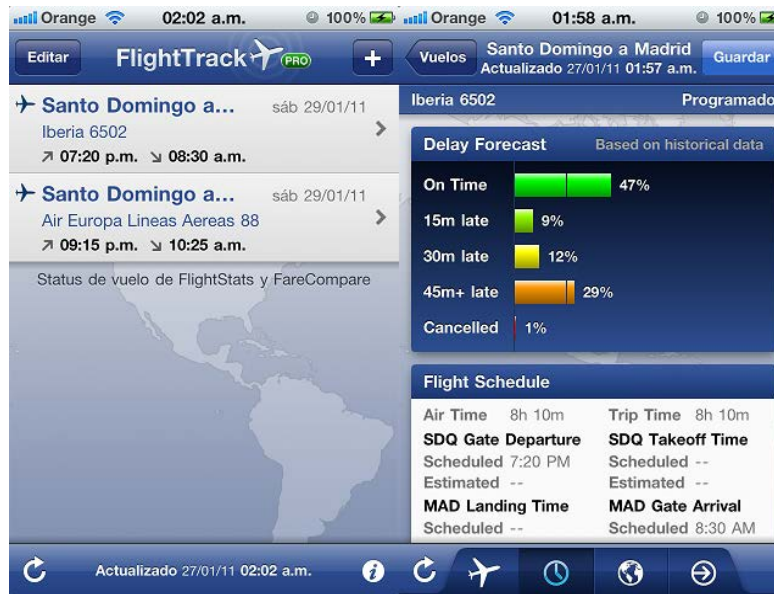 Orange 02:02 a.m. 100%
Editar FlightTrack PRO +
Santo Domingo a... sáb 29/01/11
Iberia 6502
07:20 p.m. 08:30 a.m.
Santo Domingo a... sáb 29/01/11
Air Europa Lineas Aereas 88
09:15 p.m. 10:25 a.m.
Status de vuelo de FlightStats y FareCompare
Actualizado 27/01/11 02:02 a.m.
Orange 01:58 a.m. 100%
Vuelos Santo Domingo a Madrid Guardar
Actualizado 27/01/11 01:57 a.m.
Iberia 6502 Programado
Delay Forecast Based on historical data
On Time 47%
15m late 9%
30m late 12%
45m+ late 29%
Cancelled 1%
Flight Schedule
Air Time 8h 10m Trip Time 8h 10m
SDQ Gate Departure SDQ Takeoff Time
Scheduled 7:20 PM Scheduled --
Estimated -- Estimated --
MAD Landing Time MAD Gate Arrival
Scheduled -- Scheduled 8:30 AM